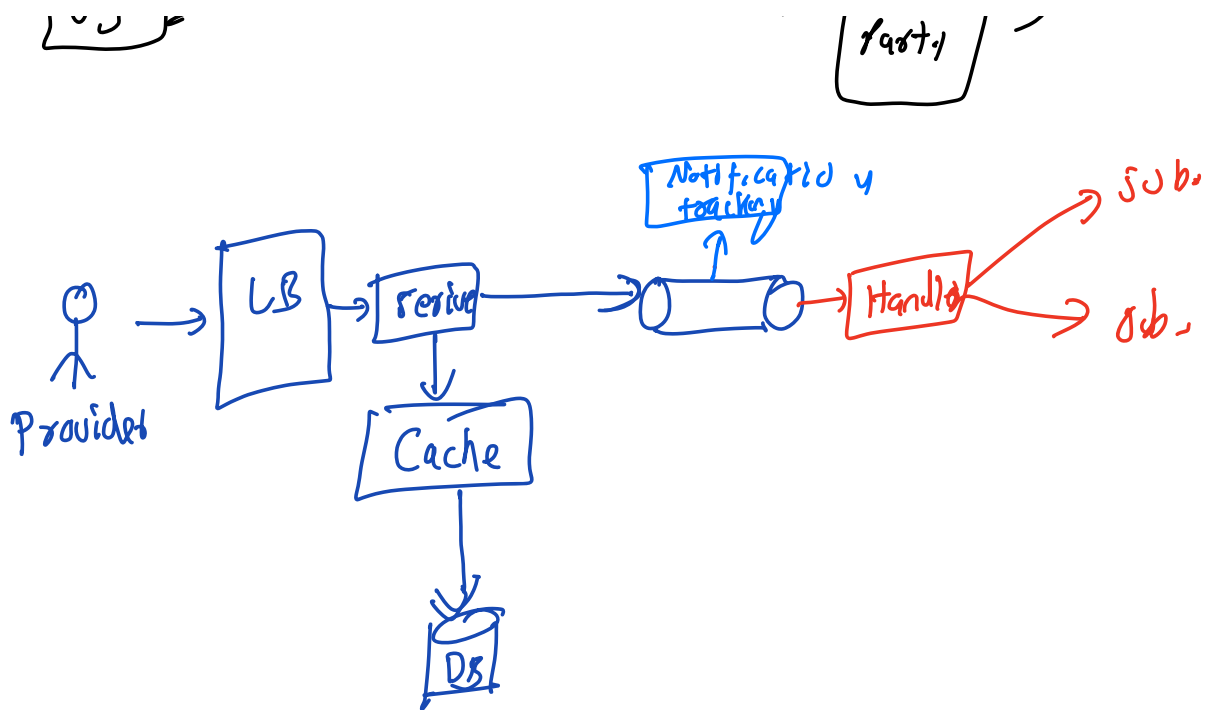 Party
Notification
tracking
sub.
LB
Handler
sub.
Provider
Cache
DB